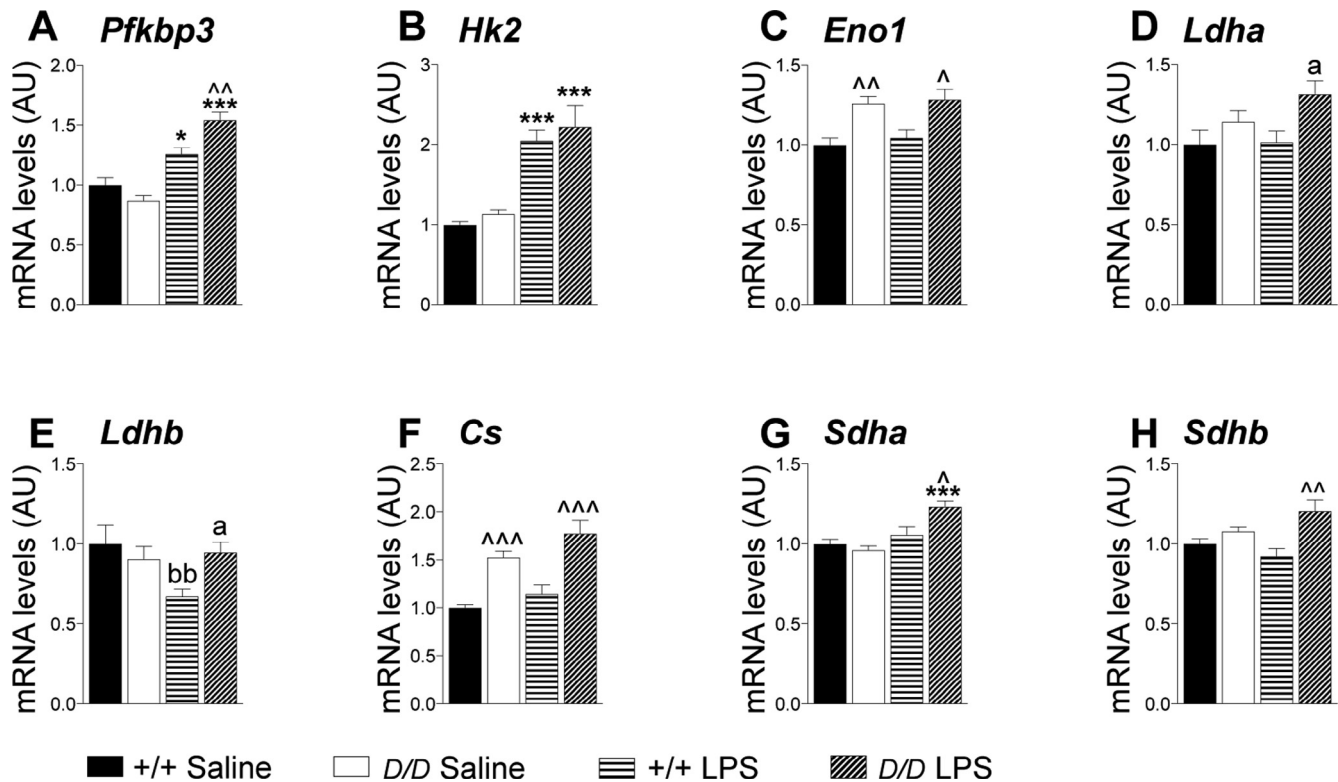 A Pfkbp3
mRNA levels (AU)
2.0
1.5
1.0
0.5
0.0
*
^^
***
B Hk2
mRNA levels (AU)
3
2
1
0
***
***
C Eno1
mRNA levels (AU)
1.5
1.0
0.5
0.0
^^
^
D Ldha
mRNA levels (AU)
1.5
1.0
0.5
0.0
a
E Ldhb
mRNA levels (AU)
1.5
1.0
0.5
0.0
bb
a
F Cs
mRNA levels (AU)
2.5
2.0
1.5
1.0
0.5
0.0
^^^
^^^
G Sdha
mRNA levels (AU)
1.5
1.0
0.5
0.0
^
***
H Sdhb
mRNA levels (AU)
1.5
1.0
0.5
0.0
^^
+/+ Saline D/D Saline +/+ LPS D/D LPS